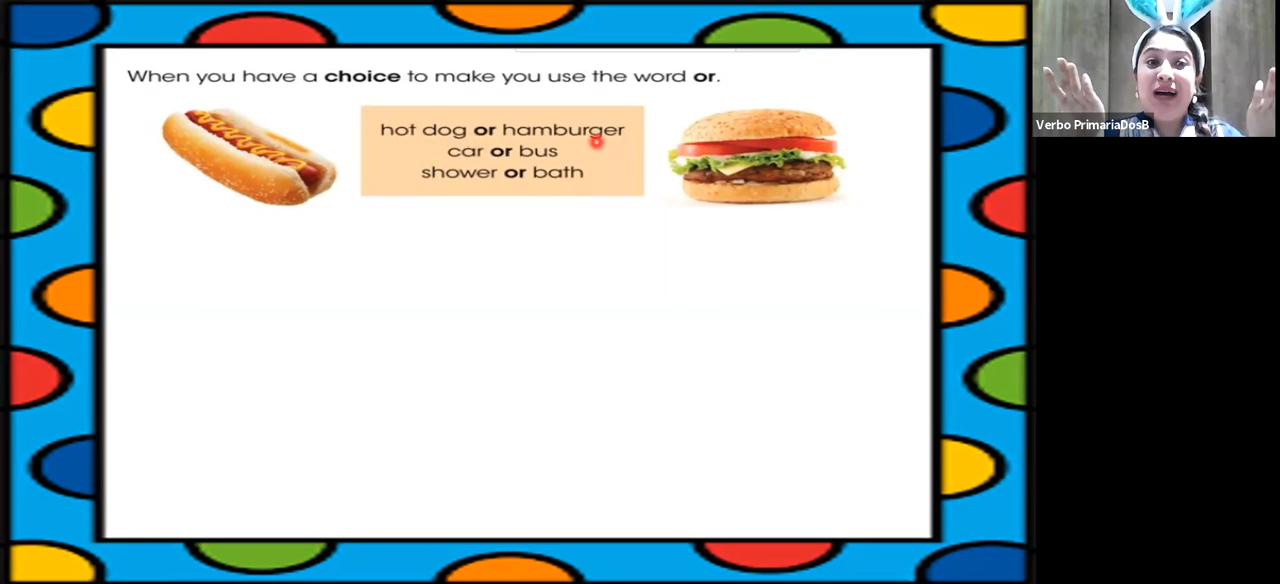 When you have a choice to make you use the word or.
hot dog or hamburger
car or bus
shower or bath
Verbo PrimariaDosB